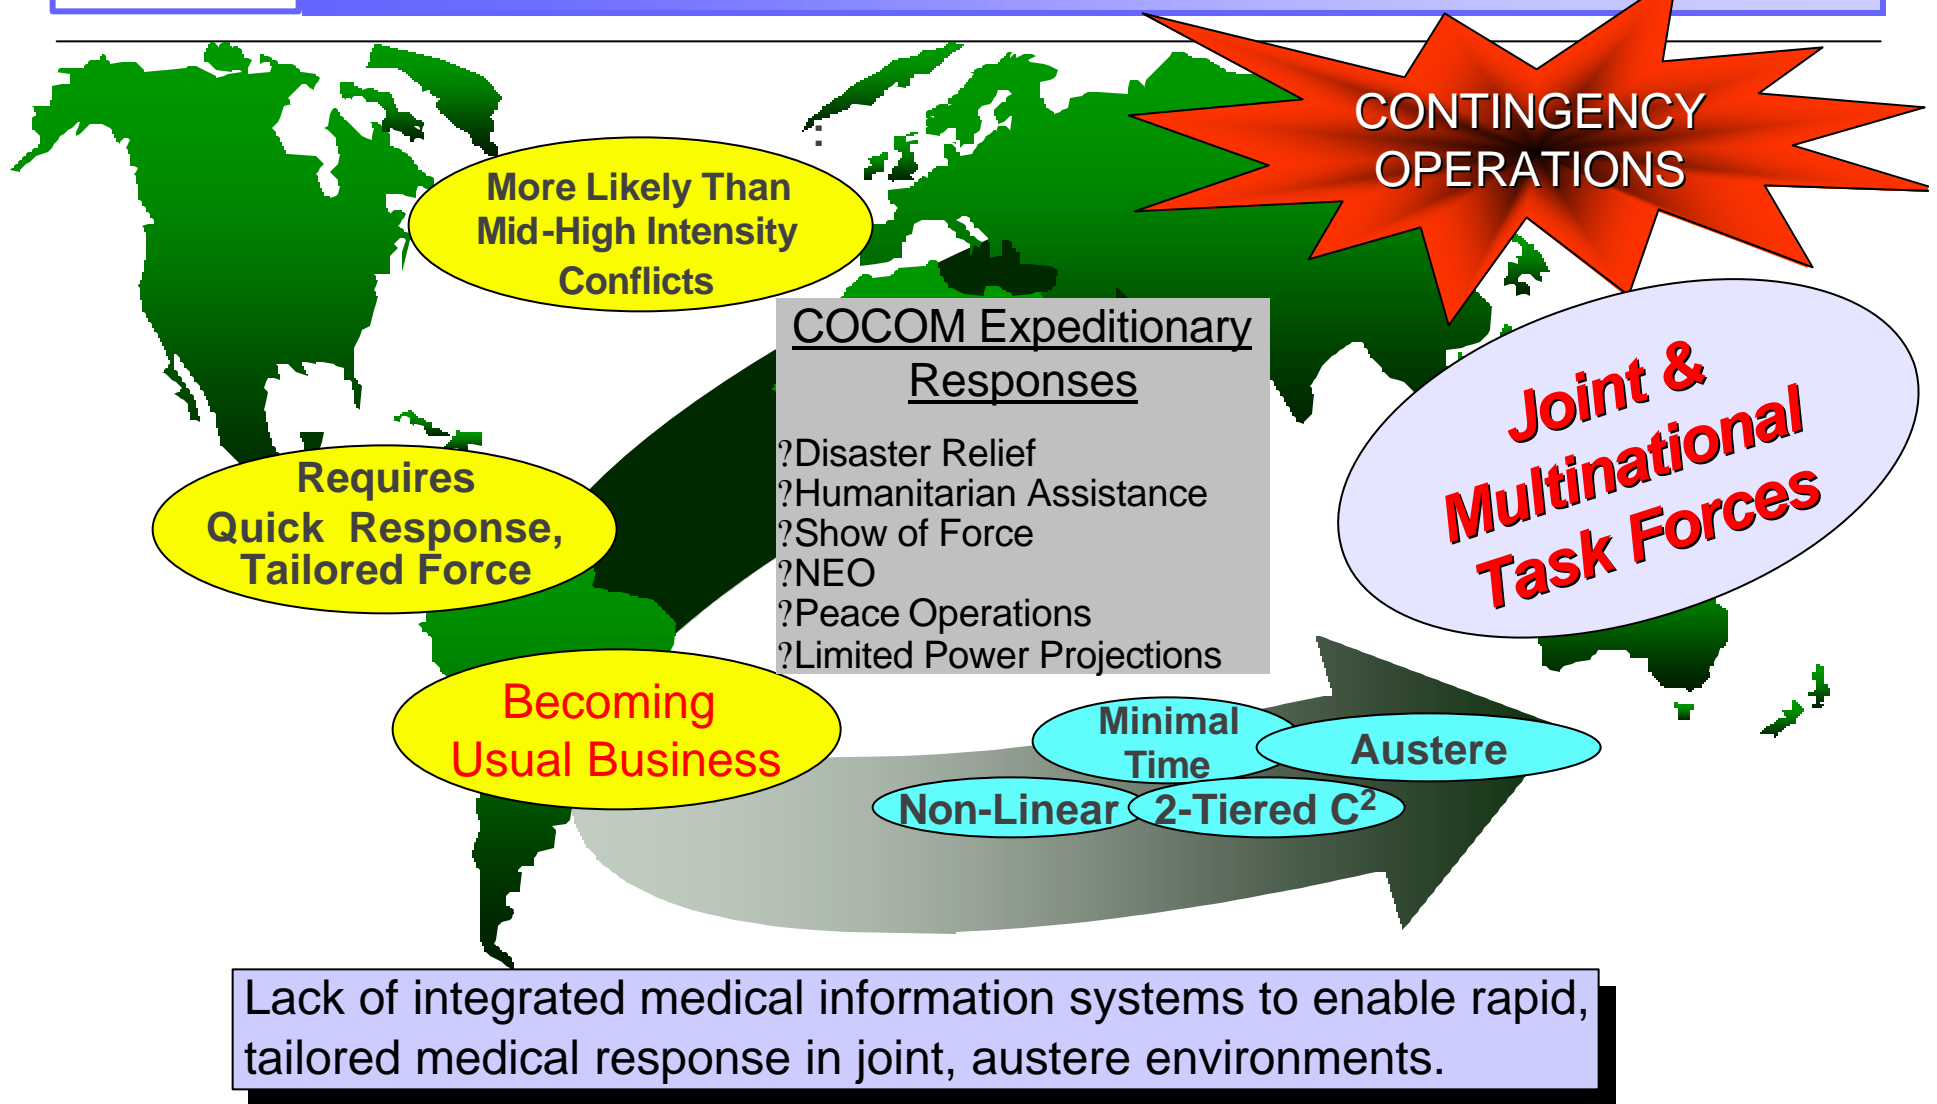 CONTINGENCY
OPERATIONS
:
More Likely Than
Mid-High Intensity
Conflicts
COCOM Expeditionary
Responses
?Disaster Relief
?Humanitarian Assistance
?Show of Force
?NEO
?Peace Operations
?Limited Power Projections
Joint &
Multinational
Task Forces
Requires
Quick Response,
Tailored Force
Becoming
Usual Business
Minimal
Time
Austere
Non-Linear
2-Tiered C²
Lack of integrated medical information systems to enable rapid,
tailored medical response in joint, austere environments.